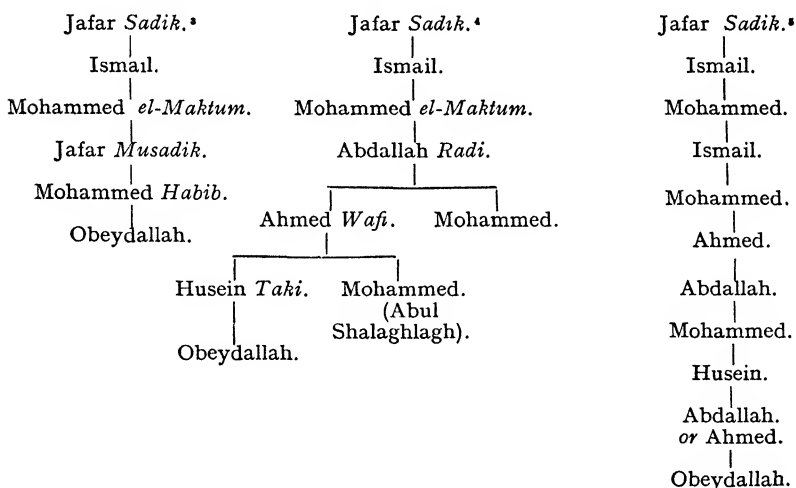 Jafar Sadik.³
Ismail.
Mohammed el-Maktum.
Jafar Musadik.
Mohammed Habib.
Obeydallah.
Jafar Sadik.⁴
Ismail.
Mohammed el-Maktum.
Abdallah Radi.
Ahmed Wafi. Mohammed.
Husein Taki. Mohammed.
(Abul
Shalaghlagh).
Obeydallah.
Jafar Sadik.⁵
Ismail.
Mohammed.
Ismail.
Mohammed.
Ahmed.
Abdallah.
Mohammed.
Husein.
Abdallah.
or Ahmed.
Obeydallah.